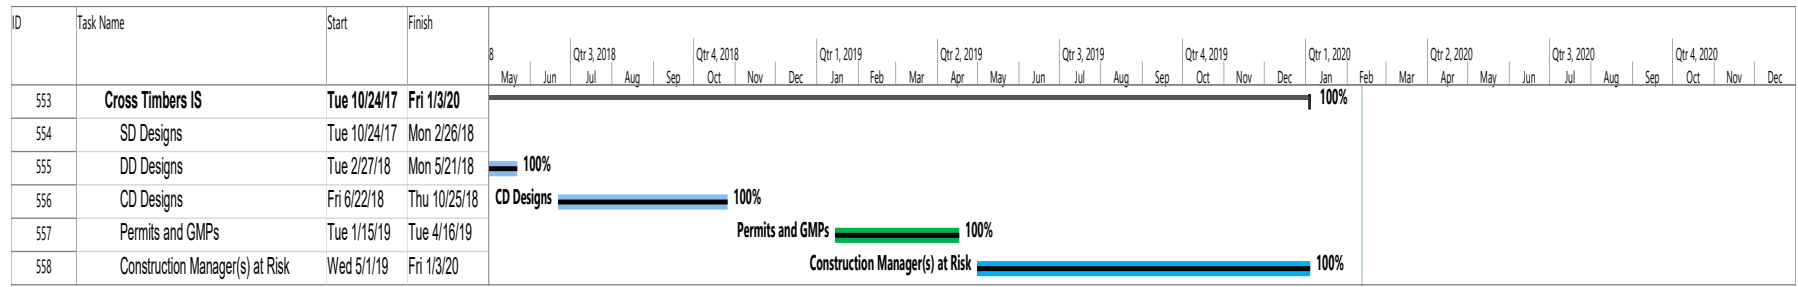 ID Task Name Start Finish
8 Qtr 3, 2018 Qtr 4, 2018 Qtr 1, 2019 Qtr 2, 2019 Qtr 3, 2019 Qtr 4, 2019 Qtr 1, 2020 Qtr 2, 2020 Qtr 3, 2020 Qtr 4, 2020
May Jun Jul Aug Sep Oct Nov Dec Jan Feb Mar Apr May Jun Jul Aug Sep Oct Nov Dec Jan Feb Mar Apr May Jun Jul Aug Sep Oct Nov Dec
553 Cross Timbers IS Tue 10/24/17 Fri 1/3/20 100%
554 SD Designs Tue 10/24/17 Mon 2/26/18
555 DD Designs Tue 2/27/18 Mon 5/21/18 100%
556 CD Designs Fri 6/22/18 Thu 10/25/18 CD Designs 100%
557 Permits and GMPs Tue 1/15/19 Tue 4/16/19 Permits and GMPs 100%
558 Construction Manager(s) at Risk Wed 5/1/19 Fri 1/3/20 Construction Manager(s) at Risk 100%